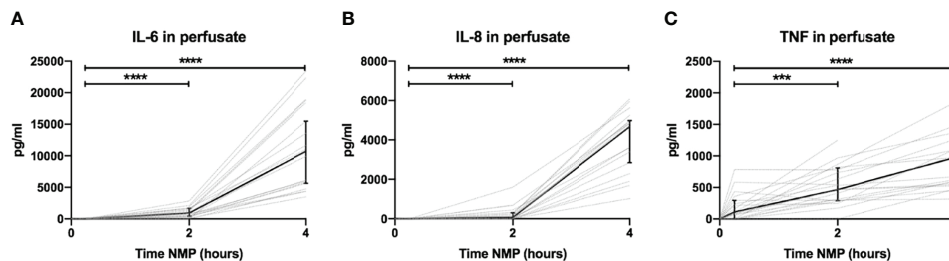 A
IL-6 in perfusate
25000
20000
15000
10000
5000
0
pg/ml
****
****
0 2 4
Time NMP (hours)
B
IL-8 in perfusate
8000
6000
4000
2000
0
pg/ml
****
****
0 2 4
Time NMP (hours)
C
TNF in perfusate
2500
2000
1500
1000
500
0
pg/ml
****
***
0 2
Time NMP (hours)